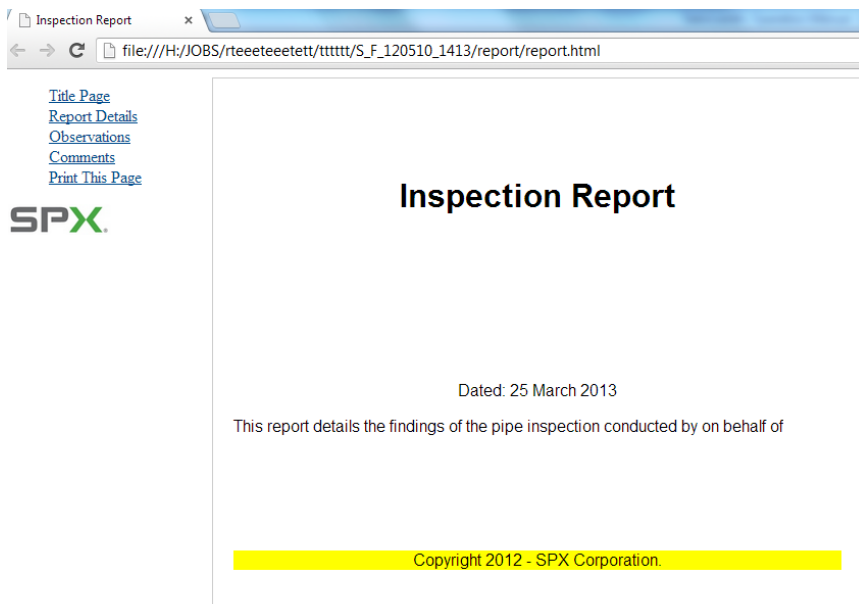 Inspection Report
file:///H:/JOBS/rteeeteeetett/tttttt/S_F_120510_1413/report/report.html
Title Page
Report Details
Observations
Comments
Print This Page
SPX.
Inspection Report
Dated: 25 March 2013
This report details the findings of the pipe inspection conducted by on behalf of
Copyright 2012 - SPX Corporation.